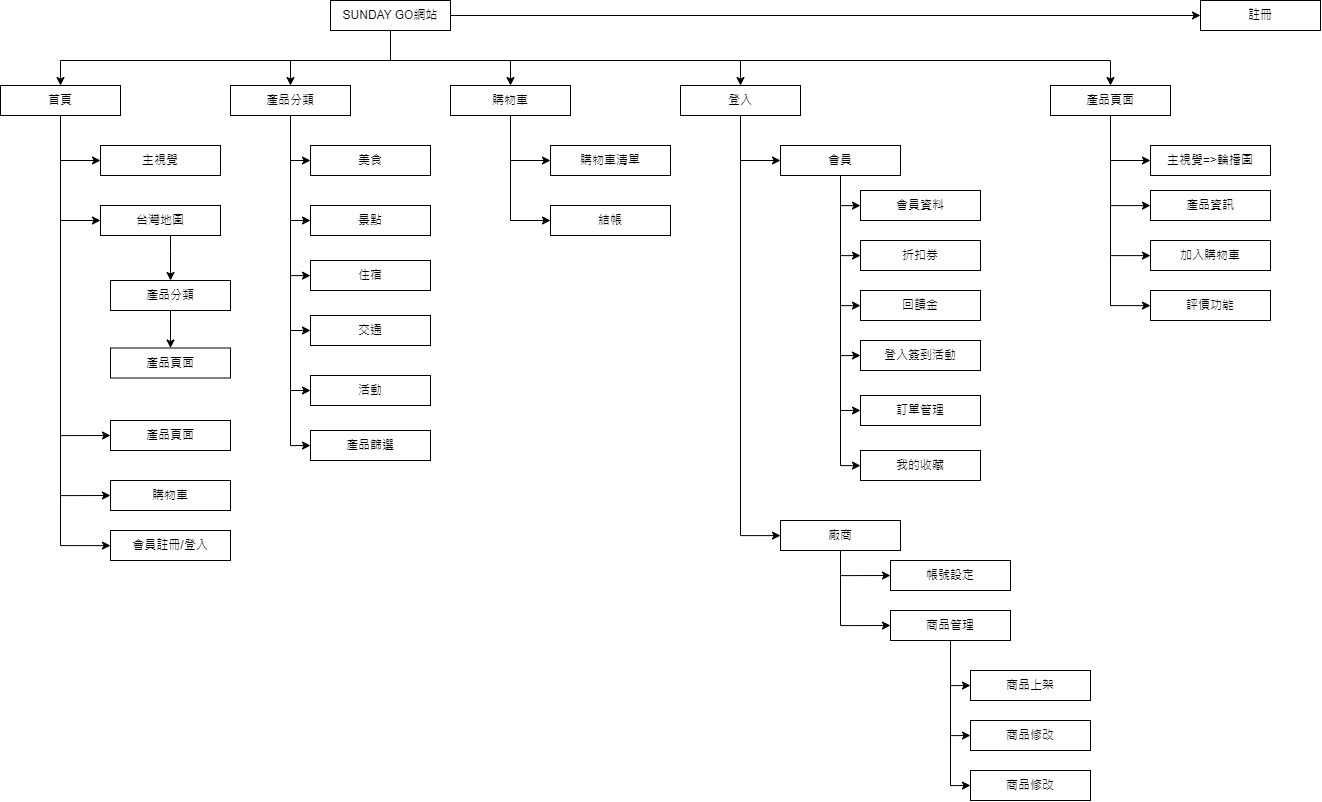 SUNDAY GO網站
註冊
首頁
產品分類
購物車
登入
產品頁面
主視覺
台灣地圖
產品分類
產品頁面
產品頁面
購物車
會員註冊/登入
美食
景點
住宿
交通
活動
產品篩選
購物車清單
結帳
會員
會員資料
折扣券
回饋金
登入簽到活動
訂單管理
我的收藏
廠商
帳號設定
商品管理
商品上架
商品修改
商品修改
主視覺=>輪播圖
產品資訊
加入購物車
評價功能